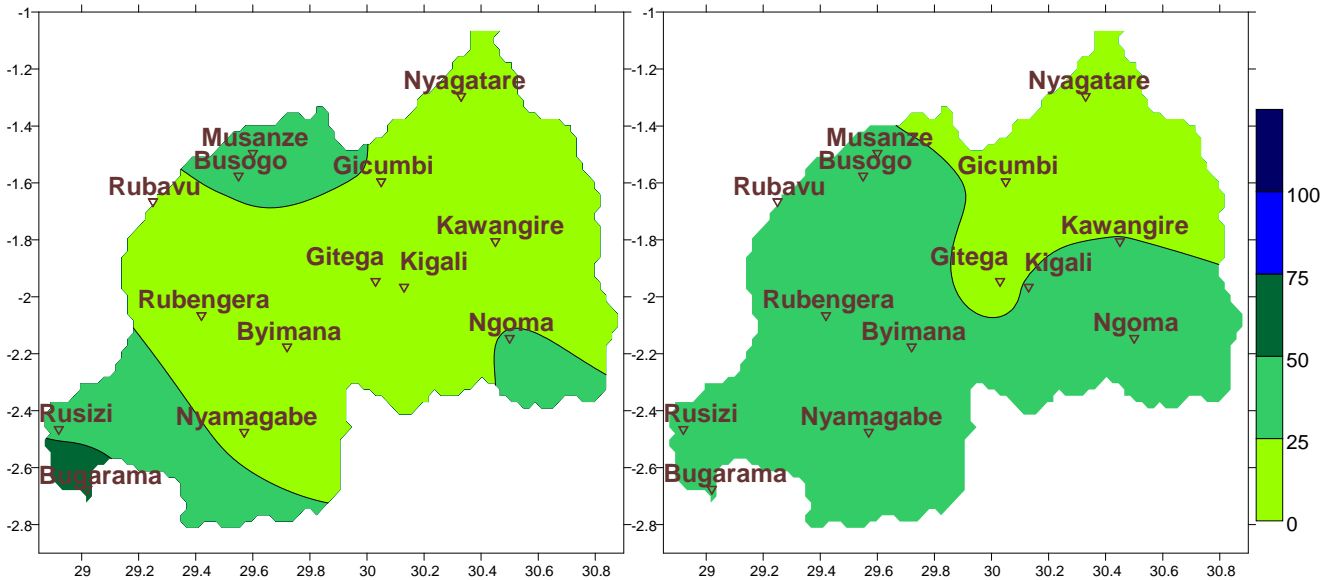 -1
-1.2
-1.4
-1.6
-1.8
-2
-2.2
-2.4
-2.6
-2.8
29
29.2
29.4
29.6
29.8
30
30.2
30.4
30.6
30.8
Nyagatare
Musanze
Busogo
Gicumbi
Rubavu
Kawangire
Gitega
Kigali
Rubengera
Byimana
Ngoma
Rusizi
Nyamagabe
Bugarama
-1
-1.2
-1.4
-1.6
-1.8
-2
-2.2
-2.4
-2.6
-2.8
29
29.2
29.4
29.6
29.8
30
30.2
30.4
30.6
30.8
Nyagatare
Musanze
Busogo
Gicumbi
Rubavu
Kawangire
Gitega
Kigali
Rubengera
Byimana
Ngoma
Rusizi
Nyamagabe
Bugarama
100
75
50
25
0